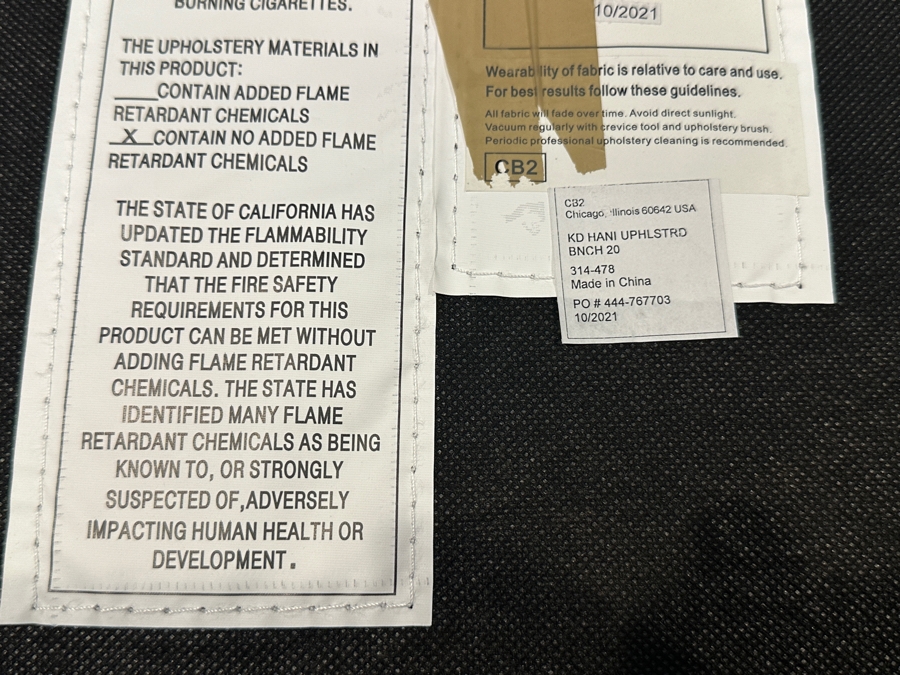 BURNING CIGARETTES.
THE UPHOLSTERY MATERIALS IN
THIS PRODUCT:
____CONTAIN ADDED FLAME
RETARDANT CHEMICALS
__X__CONTAIN NO ADDED FLAME
RETARDANT CHEMICALS
THE STATE OF CALIFORNIA HAS
UPDATED THE FLAMMABILITY
STANDARD AND DETERMINED
THAT THE FIRE SAFETY
REQUIREMENTS FOR THIS
PRODUCT CAN BE MET WITHOUT
ADDING FLAME RETARDANT
CHEMICALS. THE STATE HAS
IDENTIFIED MANY FLAME
RETARDANT CHEMICALS AS BEING
KNOWN TO, OR STRONGLY
SUSPECTED OF,ADVERSELY
IMPACTING HUMAN HEALTH OR
DEVELOPMENT.
10/2021
Wearability of fabric is relative to care and use.
For best results follow these guidelines.
All fabric will fade over time. Avoid direct sunlight.
Vacuum regularly with crevice tool and upholstery brush.
Periodic professional upholstery cleaning is recommended.
CB2
CB2
Chicago, Illinois 60642 USA
KD HANI UPHLSTRD
BNCH 20
314-478
Made in China
PO # 444-767703
10/2021